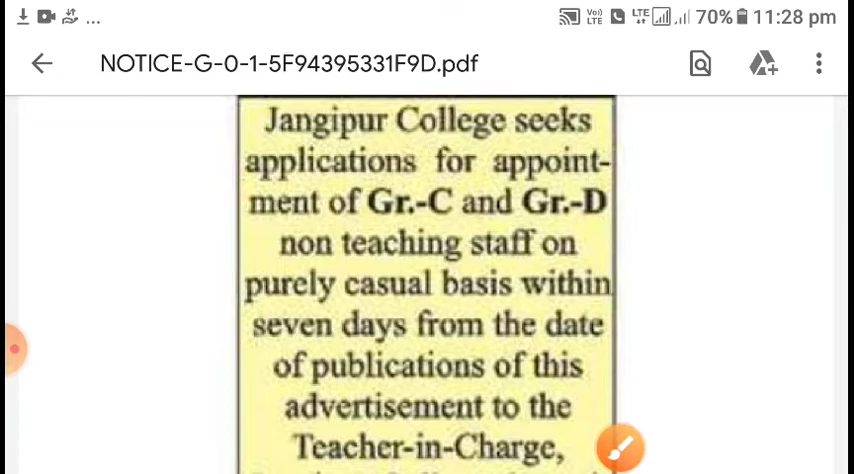 ... 70% 11:28 pm
NOTICE-G-0-1-5F94395331F9D.pdf
Jangipur College seeks
applications for appoint-
ment of Gr.-C and Gr.-D
non teaching staff on
purely casual basis within
seven days from the date
of publications of this
advertisement to the
Teacher-in-Charge,